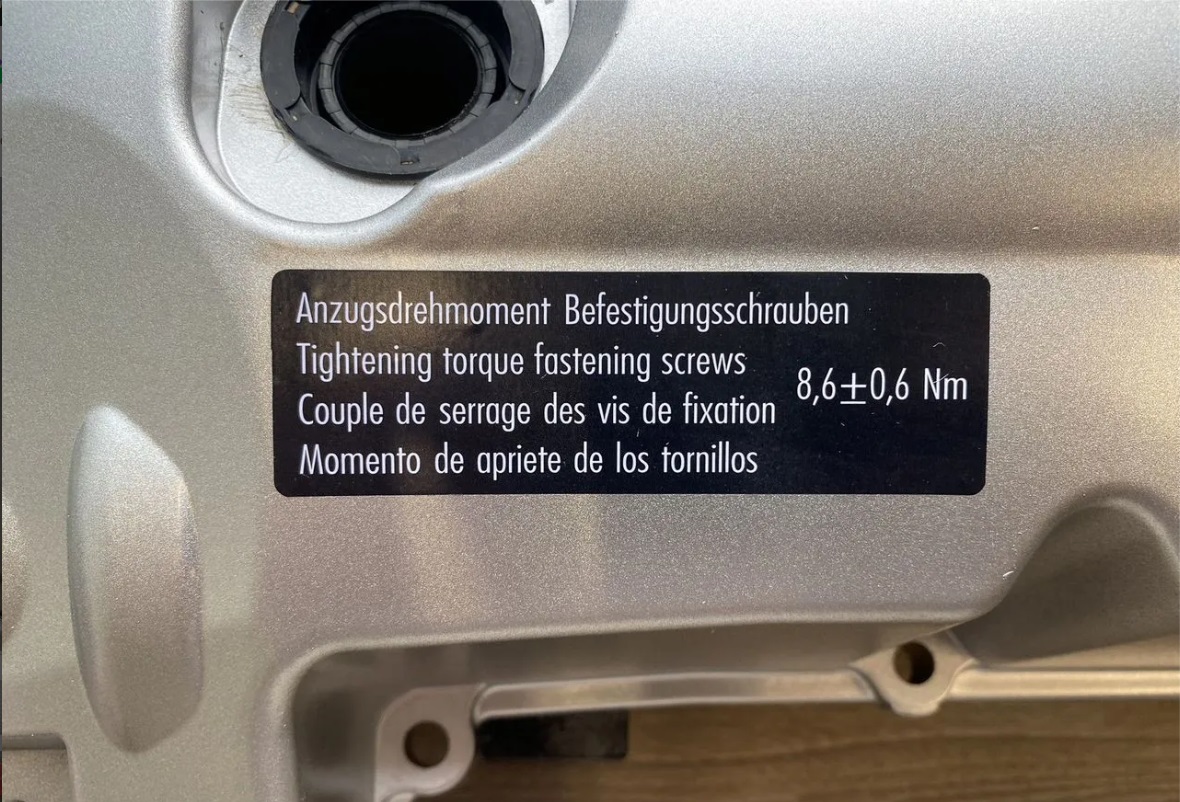 Anzugsdrehmoment Befestigungsschrauben
Tightening torque fastening screws
Couple de serrage des vis de fixation
Momento de apriete de los tornillos
8,6±0,6 Nm